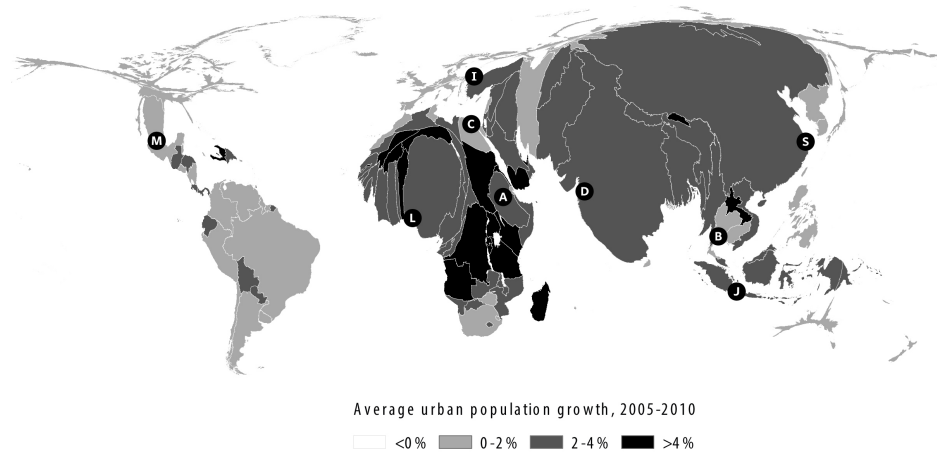 I
C
M
S
A
D
L
B
J
Average urban population growth, 2005-2010
<0 % 0-2 % 2-4 % >4 %